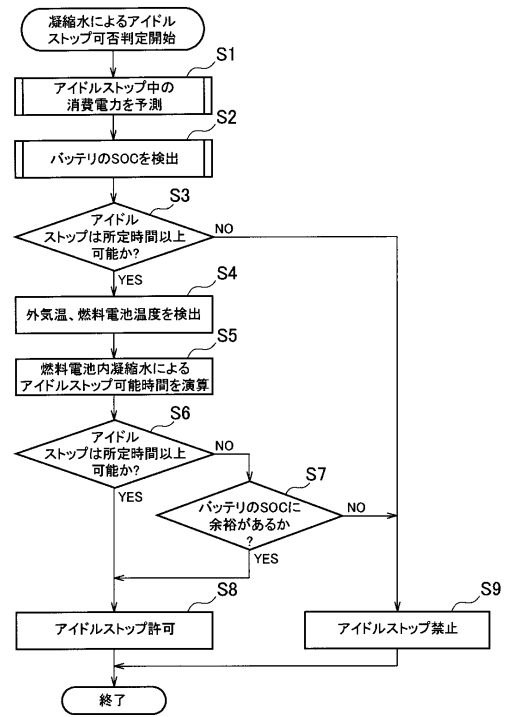 凝縮水によるアイドル
ストップ可否判定開始
S1
アイドルストップ中の
消費電力を予測
S2
バッテリのSOCを検出
S3
アイドル
ストップは所定時間以上
可能か?
NO
YES
S4
外気温、燃料電池温度を検出
S5
燃料電池内凝縮水による
アイドルストップ可能時間を演算
S6
アイドル
ストップは所定時間以上
可能か?
NO
YES
S7
バッテリのSOCに
余裕があるか
?
NO
YES
S8
アイドルストップ許可
S9
アイドルストップ禁止
終了